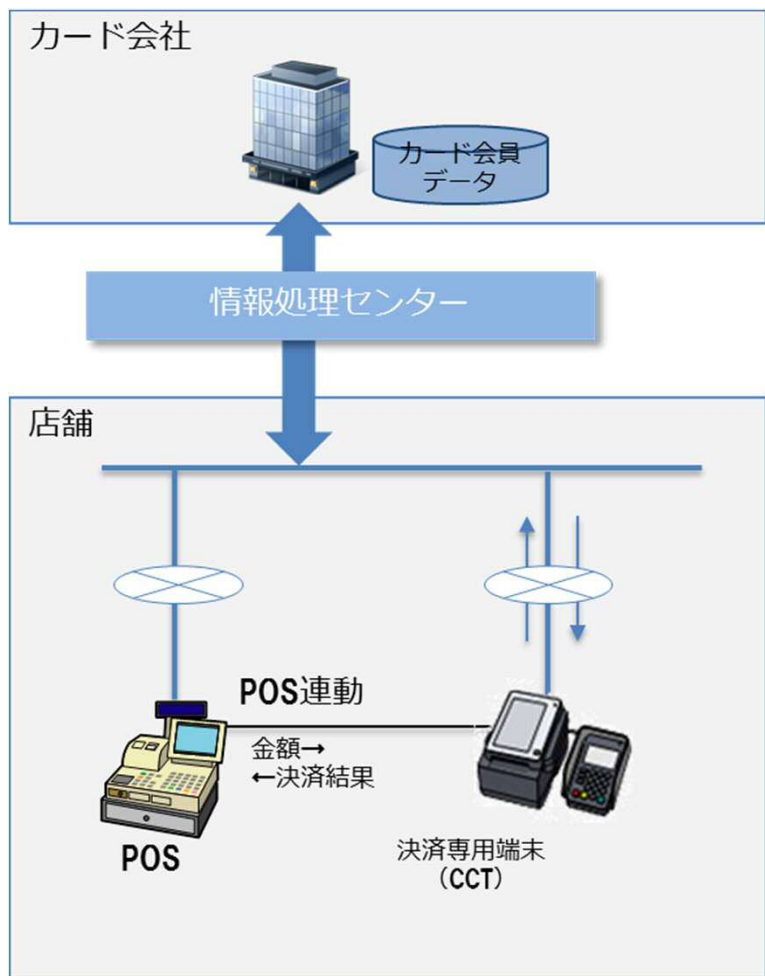 カード会社
カード会員
データ
情報処理センター
店舗
POS連動
金額→
←決済結果
POS
決済専用端末
（CCT）